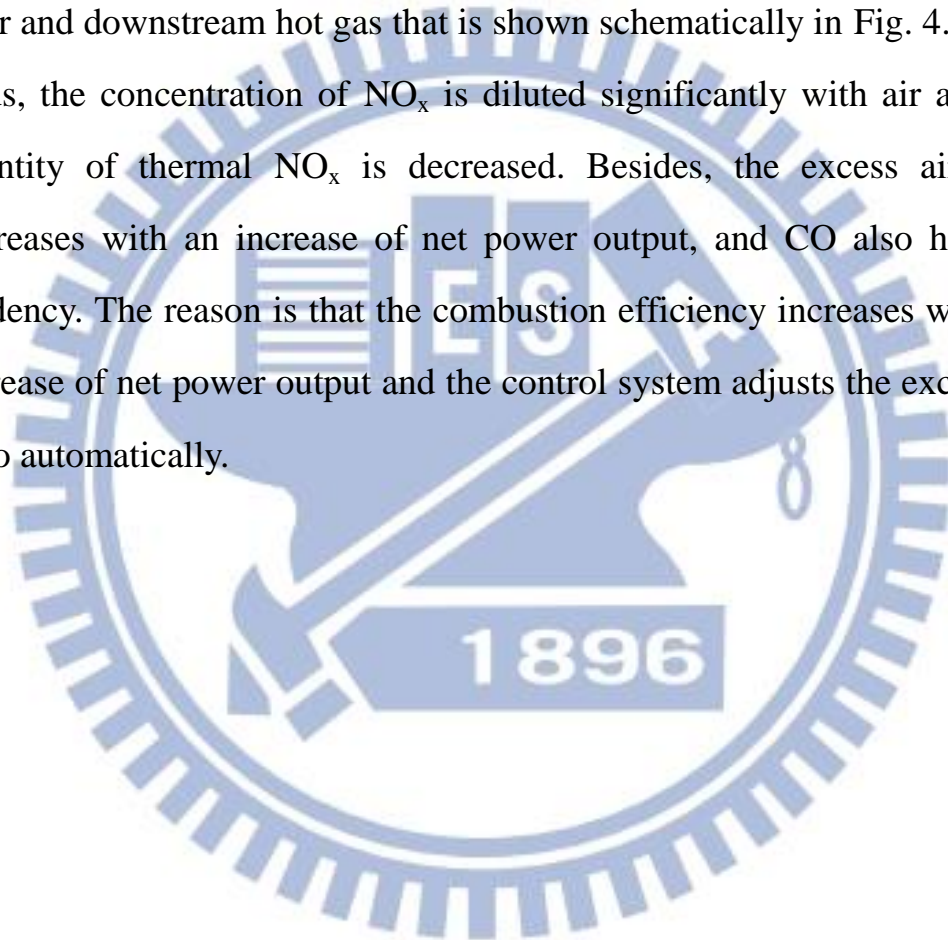 r and downstream hot gas that is shown schematically in Fig. 4.
s, the concentration of NOx is diluted significantly with air a
ntity of thermal NOx is decreased. Besides, the excess ai
reases with an increase of net power output, and CO also h
dency. The reason is that the combustion efficiency increases w
rease of net power output and the control system adjusts the exc
o automatically.
ESA
8
1896